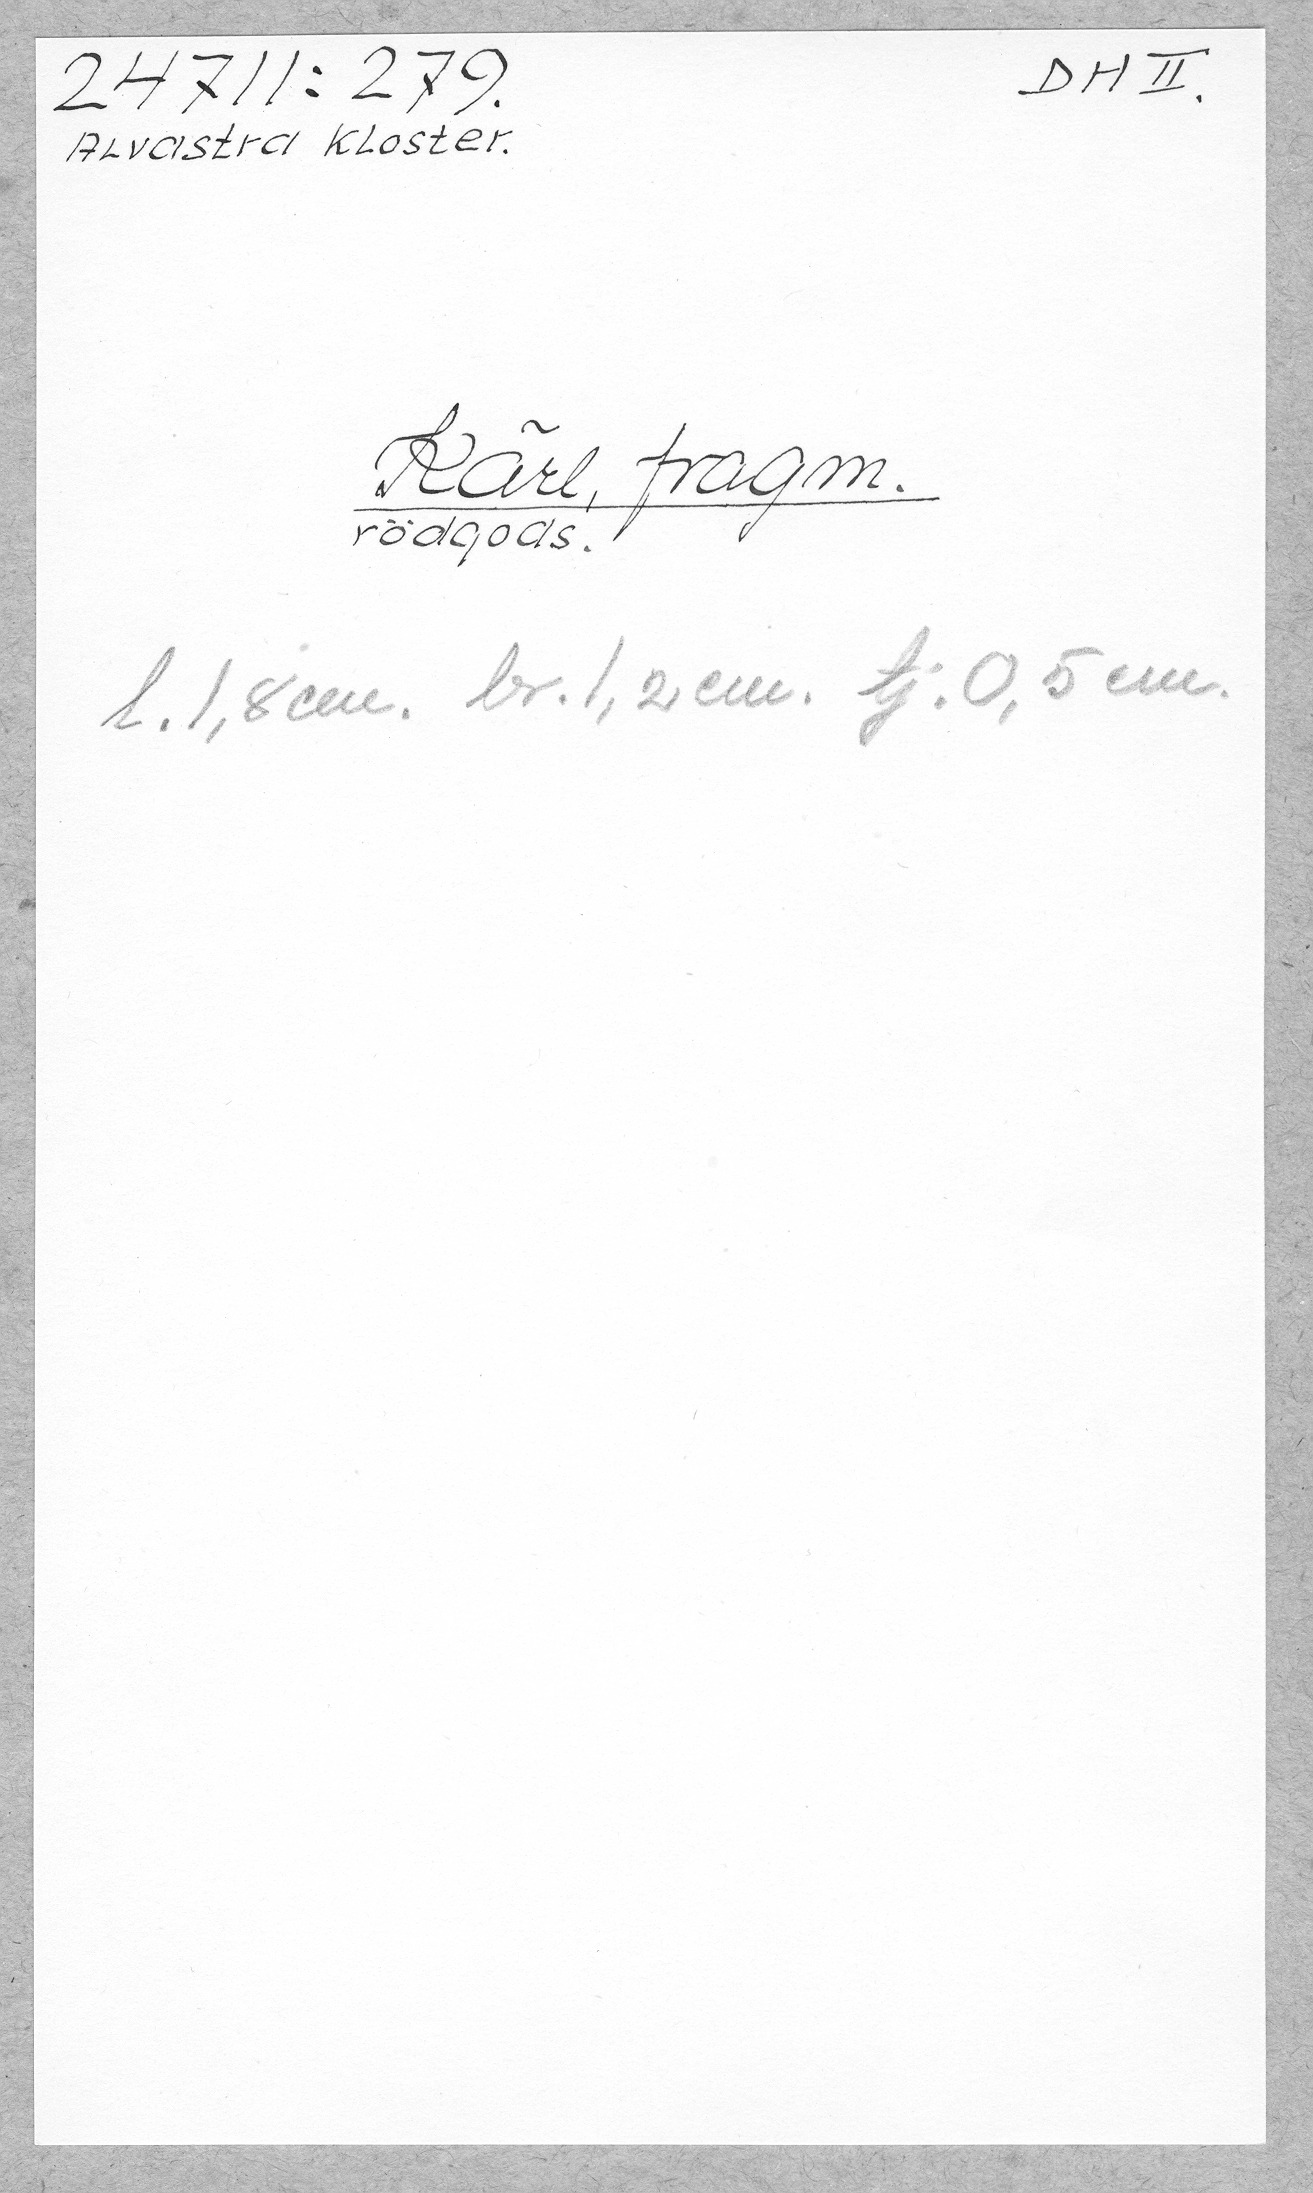 24711:279. DH II.
Alvastra Kloster.
Kärl, fragm.
rödgods.
l. 1,8 cm. br. 1,2 cm. tj. 0,5 cm.